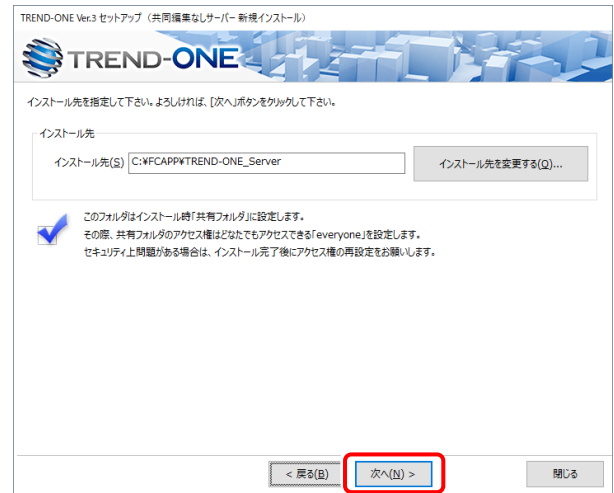 TREND-ONE Ver.3 セットアップ（共同編集なしサーバー 新規インストール）
TREND-ONE
インストール先を指定して下さい。よろしければ、[次へ]ボタンをクリックして下さい。
インストール先
インストール先(S) C:¥FCAPP¥TREND-ONE_Server インストール先を変更する(Q)...
このフォルダはインストール時「共有フォルダ」に設定します。
その際、共有フォルダのアクセス権はどなたでもアクセスできる「everyone」を設定します。
セキュリティ上問題がある場合は、インストール完了後にアクセス権の再設定をお願いします。
< 戻る(B) 次へ(N) > 閉じる